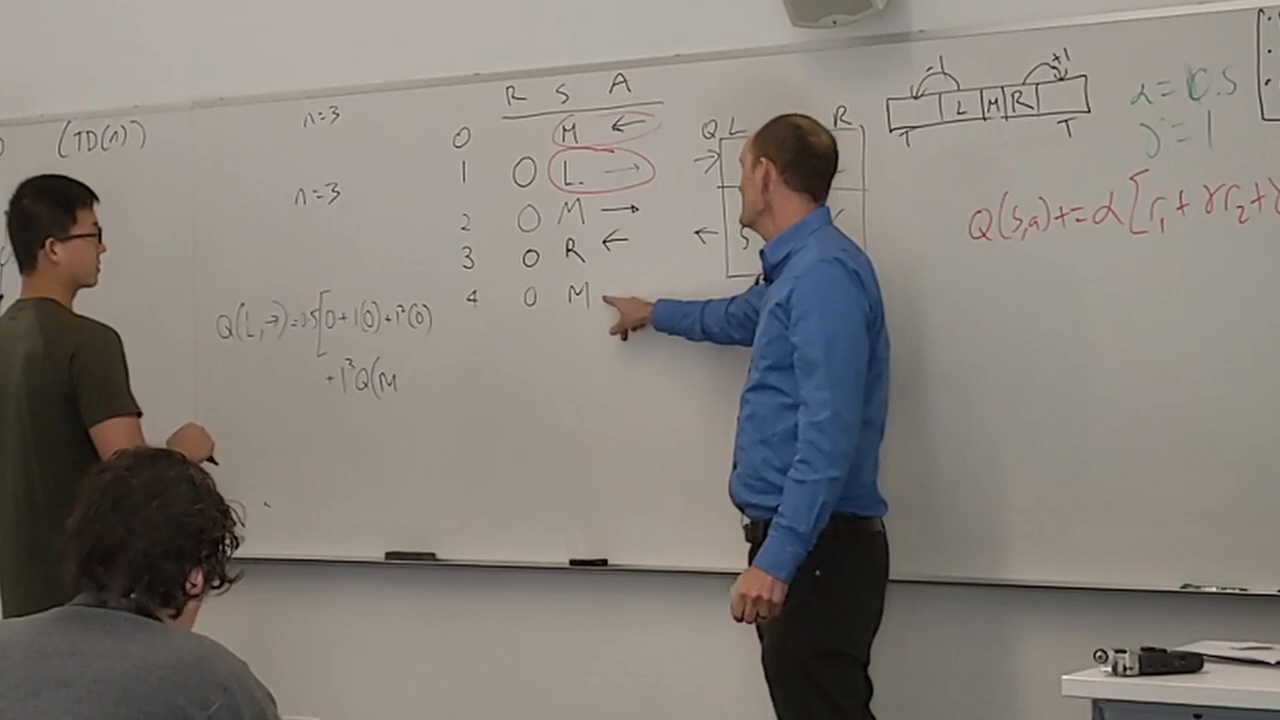 (TD(n))
n=3
n=3
R S A
0 M ←
1 0 L. →
2 0 M →
3 0 R ←
4 0 M
Q(L,→)=0.5[0+1(0)+1²(0)
+1³Q(M
Q L R
→
←
-1 +1
L M R
T T
α=0.5
γ=1
Q(s,a)+=α[r₁+γr₂+γ